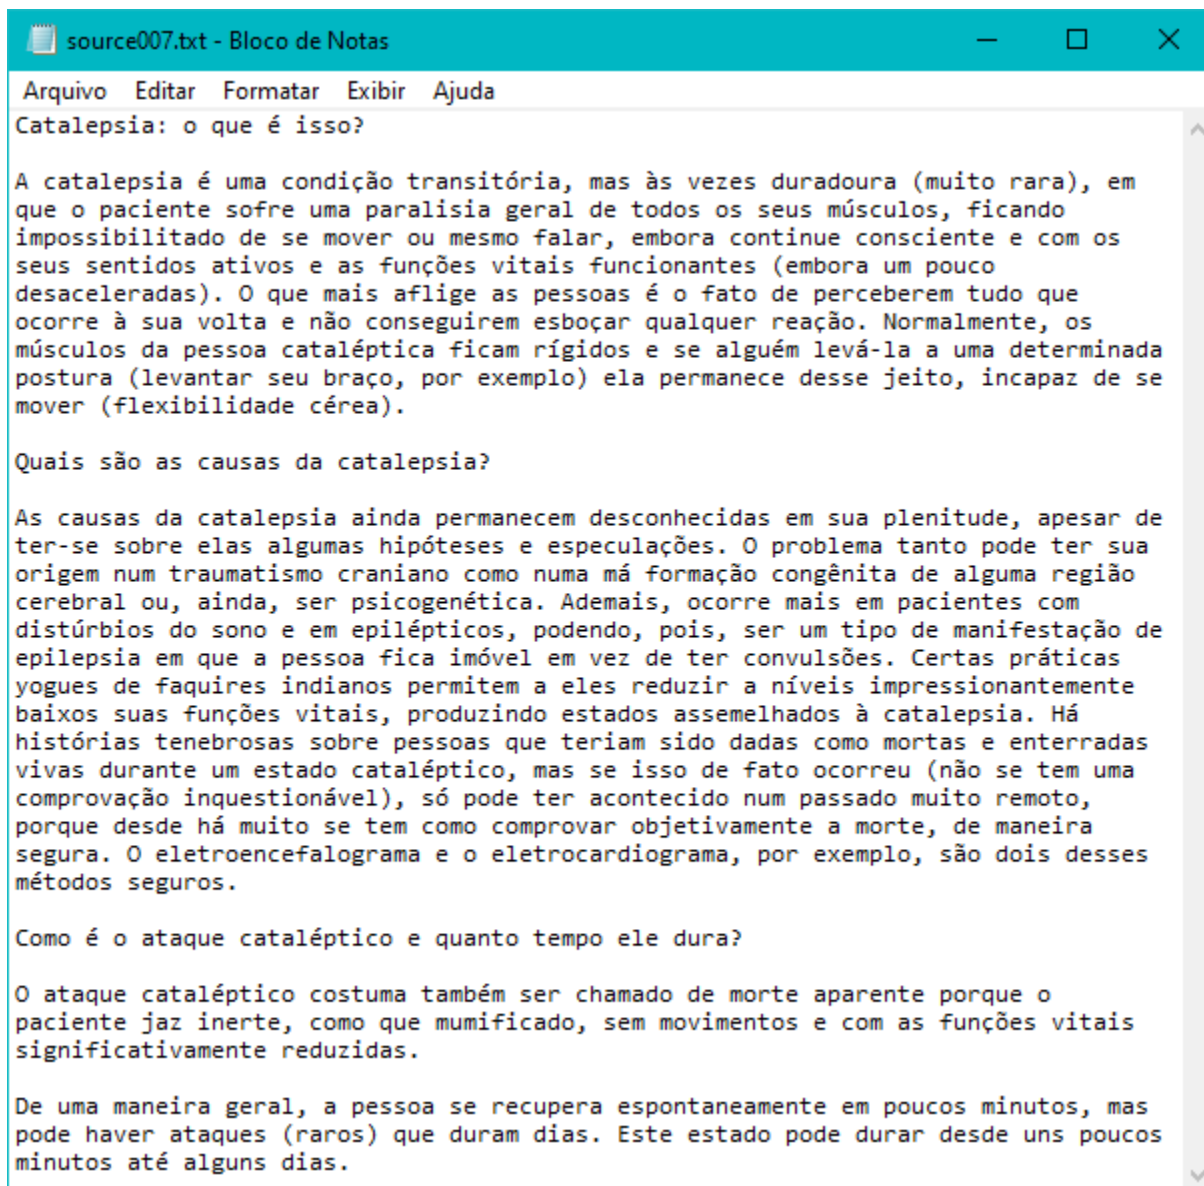 source007.txt - Bloco de Notas
Arquivo Editar Formatar Exibir Ajuda
Catalepsia: o que é isso?
A catalepsia é uma condição transitória, mas às vezes duradoura (muito rara), em
que o paciente sofre uma paralisia geral de todos os seus músculos, ficando
impossibilitado de se mover ou mesmo falar, embora continue consciente e com os
seus sentidos ativos e as funções vitais funcionantes (embora um pouco
desaceleradas). O que mais aflige as pessoas é o fato de perceberem tudo que
ocorre à sua volta e não conseguirem esboçar qualquer reação. Normalmente, os
músculos da pessoa cataléptica ficam rígidos e se alguém levá-la a uma determinada
postura (levantar seu braço, por exemplo) ela permanece desse jeito, incapaz de se
mover (flexibilidade cérea).
Quais são as causas da catalepsia?
As causas da catalepsia ainda permanecem desconhecidas em sua plenitude, apesar de
ter-se sobre elas algumas hipóteses e especulações. O problema tanto pode ter sua
origem num traumatismo craniano como numa má formação congênita de alguma região
cerebral ou, ainda, ser psicogenética. Ademais, ocorre mais em pacientes com
distúrbios do sono e em epilépticos, podendo, pois, ser um tipo de manifestação de
epilepsia em que a pessoa fica imóvel em vez de ter convulsões. Certas práticas
yogues de faquires indianos permitem a eles reduzir a níveis impressionantemente
baixos suas funções vitais, produzindo estados assemelhados à catalepsia. Há
histórias tenebrosas sobre pessoas que teriam sido dadas como mortas e enterradas
vivas durante um estado cataléptico, mas se isso de fato ocorreu (não se tem uma
comprovação inquestionável), só pode ter acontecido num passado muito remoto,
porque desde há muito se tem como comprovar objetivamente a morte, de maneira
segura. O eletroencefalograma e o eletrocardiograma, por exemplo, são dois desses
métodos seguros.
Como é o ataque cataléptico e quanto tempo ele dura?
O ataque cataléptico costuma também ser chamado de morte aparente porque o
paciente jaz inerte, como que mumificado, sem movimentos e com as funções vitais
significativamente reduzidas.
De uma maneira geral, a pessoa se recupera espontaneamente em poucos minutos, mas
pode haver ataques (raros) que duram dias. Este estado pode durar desde uns poucos
minutos até alguns dias.